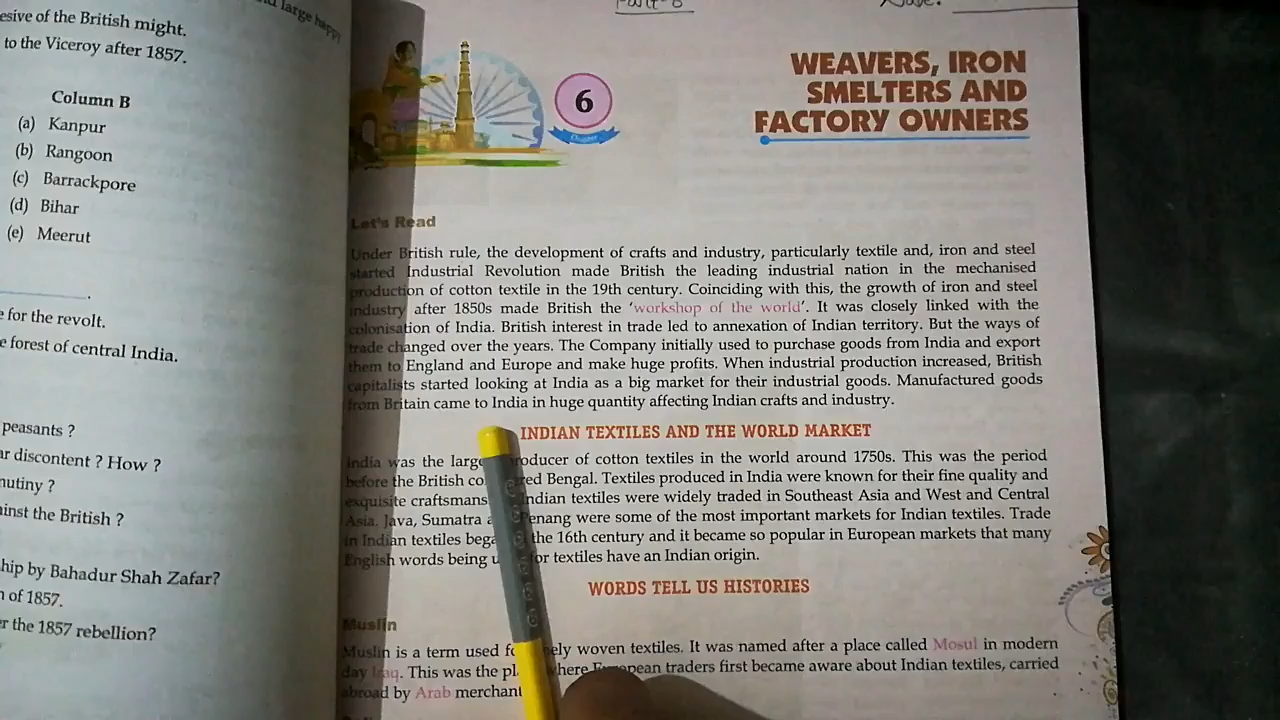 esive of the British might.
to the Viceroy after 1857.
Column B
(a) Kanpur
(b) Rangoon
(c) Barrackpore
(d) Bihar
(e) Meerut
e for the revolt.
e forest of central India.
peasants ?
ar discontent ? How ?
nutiny ?
ainst the British ?
hip by Bahadur Shah Zafar?
n of 1857.
r the 1857 rebellion?
large happ
6
Chapter
WEAVERS, IRON
SMELTERS AND
FACTORY OWNERS
Let's Read
Under British rule, the development of crafts and industry, particularly textile and, iron and steel
started Industrial Revolution made British the leading industrial nation in the mechanised
production of cotton textile in the 19th century. Coinciding with this, the growth of iron and steel
industry after 1850s made British the 'workshop of the world'. It was closely linked with the
colonisation of India. British interest in trade led to annexation of Indian territory. But the ways of
trade changed over the years. The Company initially used to purchase goods from India and export
them to England and Europe and make huge profits. When industrial production increased, British
capitalists started looking at India as a big market for their industrial goods. Manufactured goods
from Britain came to India in huge quantity affecting Indian crafts and industry.
INDIAN TEXTILES AND THE WORLD MARKET
India was the large roducer of cotton textiles in the world around 1750s. This was the period
before the British co red Bengal. Textiles produced in India were known for their fine quality and
exquisite craftsmans Indian textiles were widely traded in Southeast Asia and West and Central
Asia. Java, Sumatra a Penang were some of the most important markets for Indian textiles. Trade
in Indian textiles bega the 16th century and it became so popular in European markets that many
English words being u for textiles have an Indian origin.
WORDS TELL US HISTORIES
Muslin
Muslin is a term used fo ely woven textiles. It was named after a place called Mosul in modern
day Iraq. This was the pl where European traders first became aware about Indian textiles, carried
abroad by Arab merchant